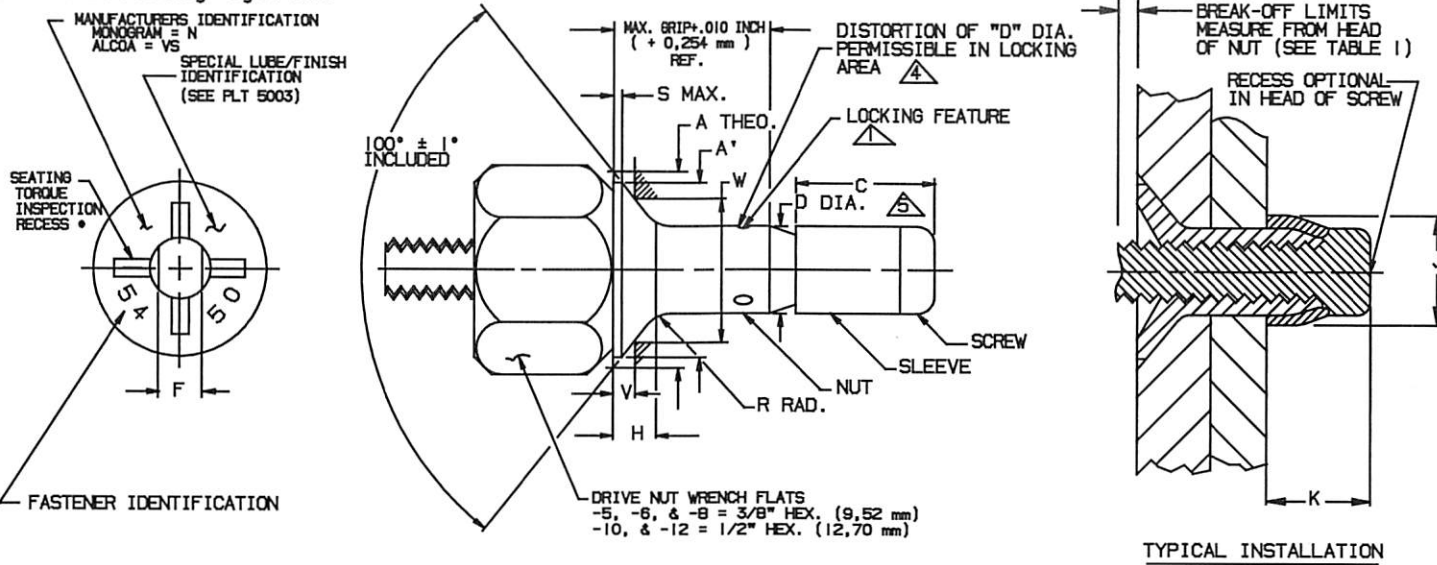 MANUFACTURERS IDENTIFICATION
MONOGRAM = N
ALCOA = VS
SPECIAL LUBE/FINISH
IDENTIFICATION
(SEE PLT 5003)
SEATING
TORQUE
INSPECTION
RECESS
54
50
F
FASTENER IDENTIFICATION
100° ± 1°
INCLUDED
MAX. GRIP+.010 INCH
( + 0,254 mm )
REF.
S MAX.
A THEO.
A'
W
DISTORTION OF "D" DIA.
PERMISSIBLE IN LOCKING
AREA 4
LOCKING FEATURE
1
C
D DIA. 5
SCREW
SLEEVE
NUT
R RAD.
V
H
DRIVE NUT WRENCH FLATS
-5, -6, & -8 = 3/8" HEX. (9,52 mm)
-10, & -12 = 1/2" HEX. (12,70 mm)
BREAK-OFF LIMITS
MEASURE FROM HEAD
OF NUT (SEE TABLE I)
RECESS OPTIONAL
IN HEAD OF SCREW
K
TYPICAL INSTALLATION